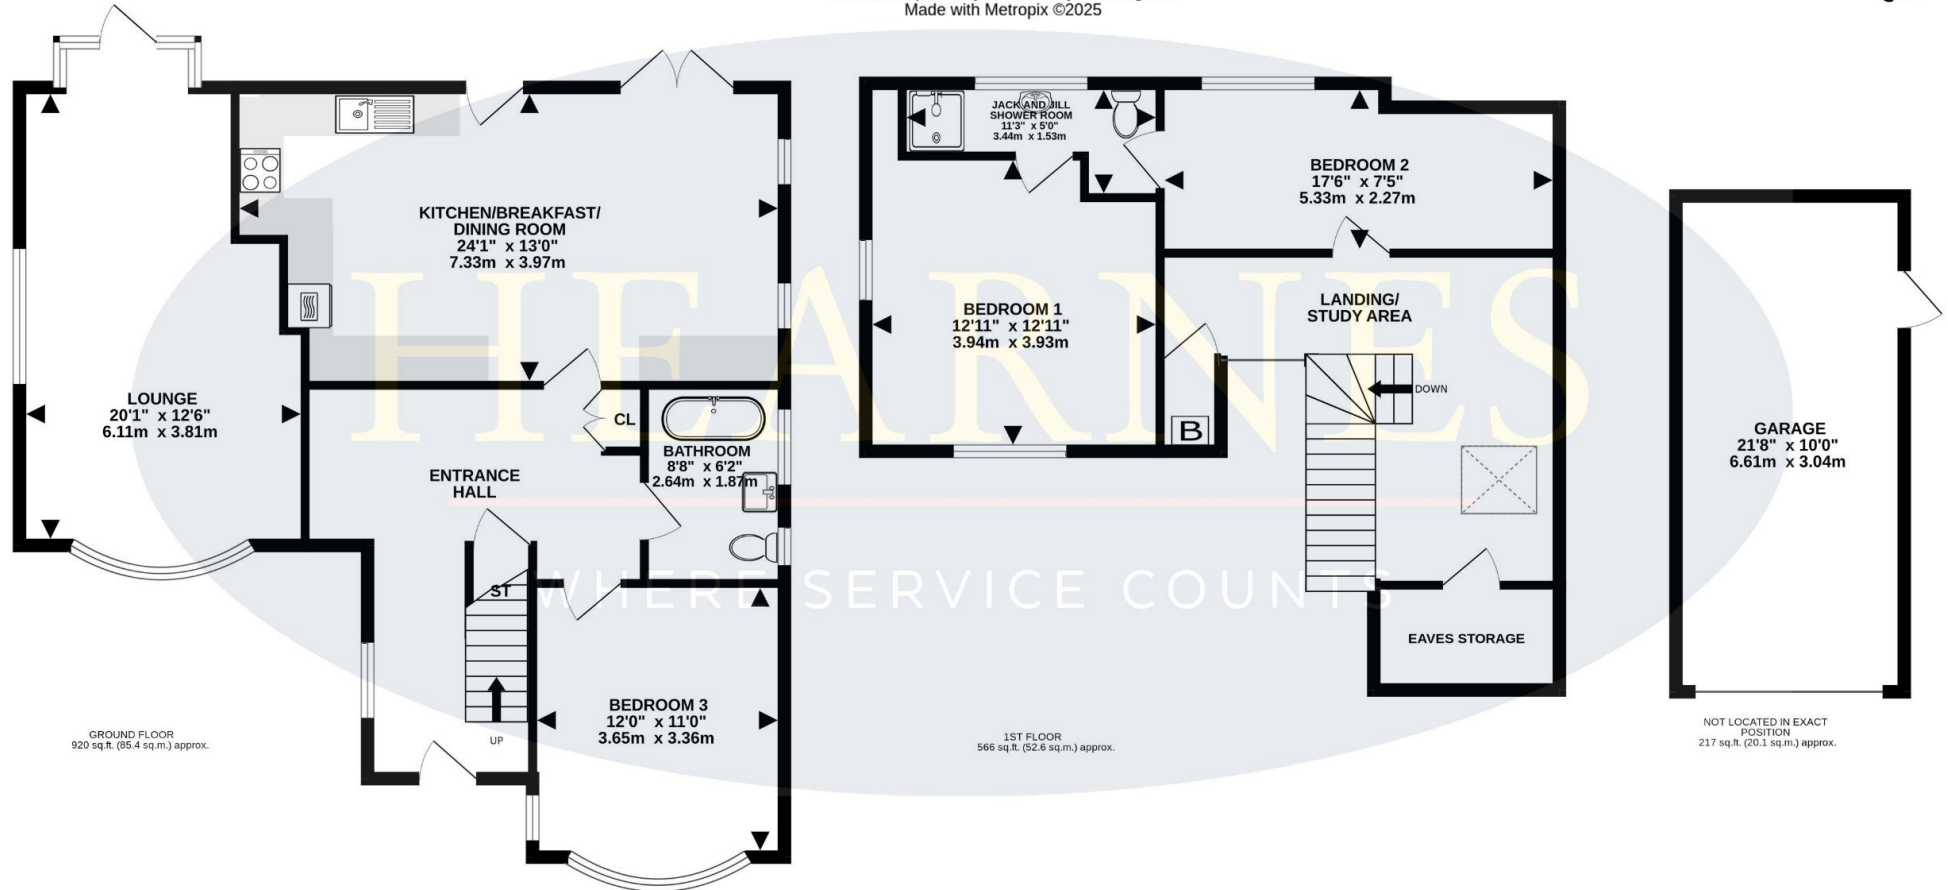 Made with Metropix ©2025
KITCHEN/BREAKFAST/
DINING ROOM
24'1" x 13'0"
7.33m x 3.97m
LOUNGE
20'1" x 12'6"
6.11m x 3.81m
ENTRANCE
HALL
CL
BATHROOM
8'8" x 6'2"
2.64m x 1.87m
ST
UP
BEDROOM 3
12'0" x 11'0"
3.65m x 3.36m
GROUND FLOOR
920 sq.ft. (85.4 sq.m.) approx.
JACK AND JILL
SHOWER ROOM
11'3" x 5'0"
3.44m x 1.53m
BEDROOM 2
17'6" x 7'5"
5.33m x 2.27m
BEDROOM 1
12'11" x 12'11"
3.94m x 3.93m
LANDING/
STUDY AREA
DOWN
B
EAVES STORAGE
1ST FLOOR
566 sq.ft. (52.6 sq.m.) approx.
GARAGE
21'8" x 10'0"
6.61m x 3.04m
NOT LOCATED IN EXACT
POSITION
217 sq.ft. (20.1 sq.m.) approx.
HEARNES
WHERE SERVICE COUNTS